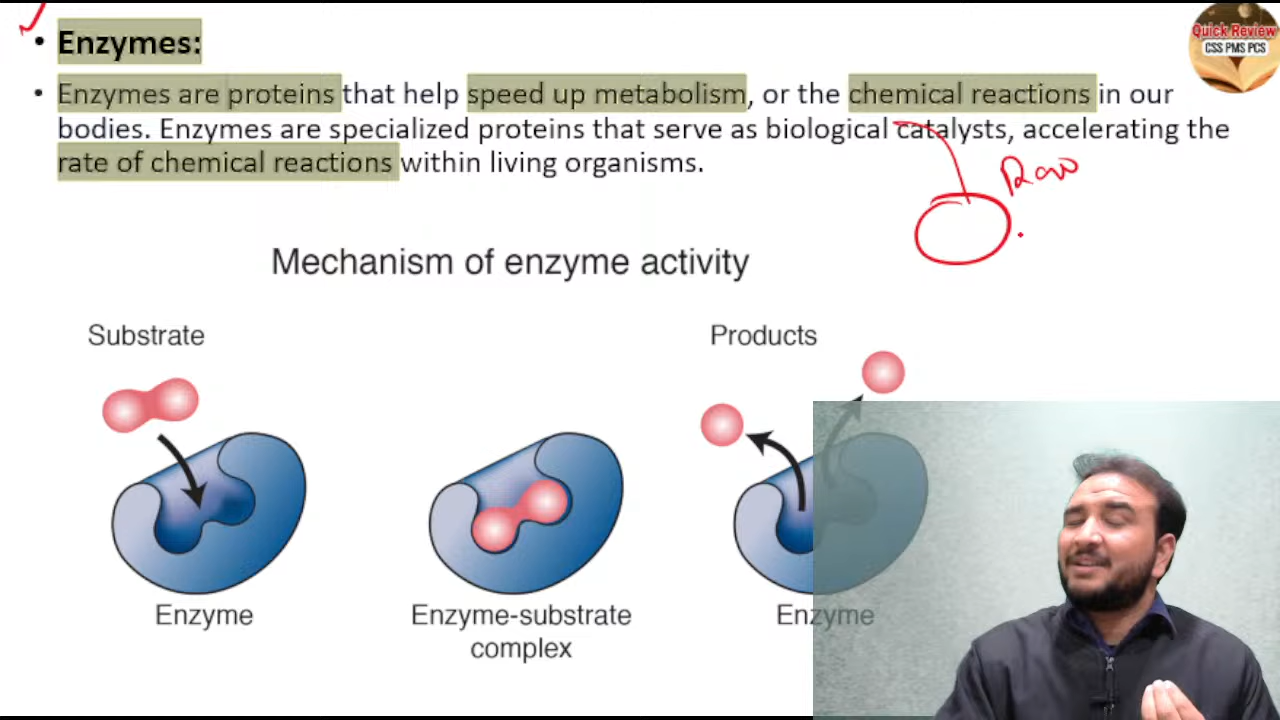 Quick Review
CSS PMS PCS
• Enzymes:
• Enzymes are proteins that help speed up metabolism, or the chemical reactions in our
bodies. Enzymes are specialized proteins that serve as biological catalysts, accelerating the
rate of chemical reactions within living organisms.
Raw
Mechanism of enzyme activity
Substrate
Products
Enzyme
Enzyme-substrate
complex
Enzyme